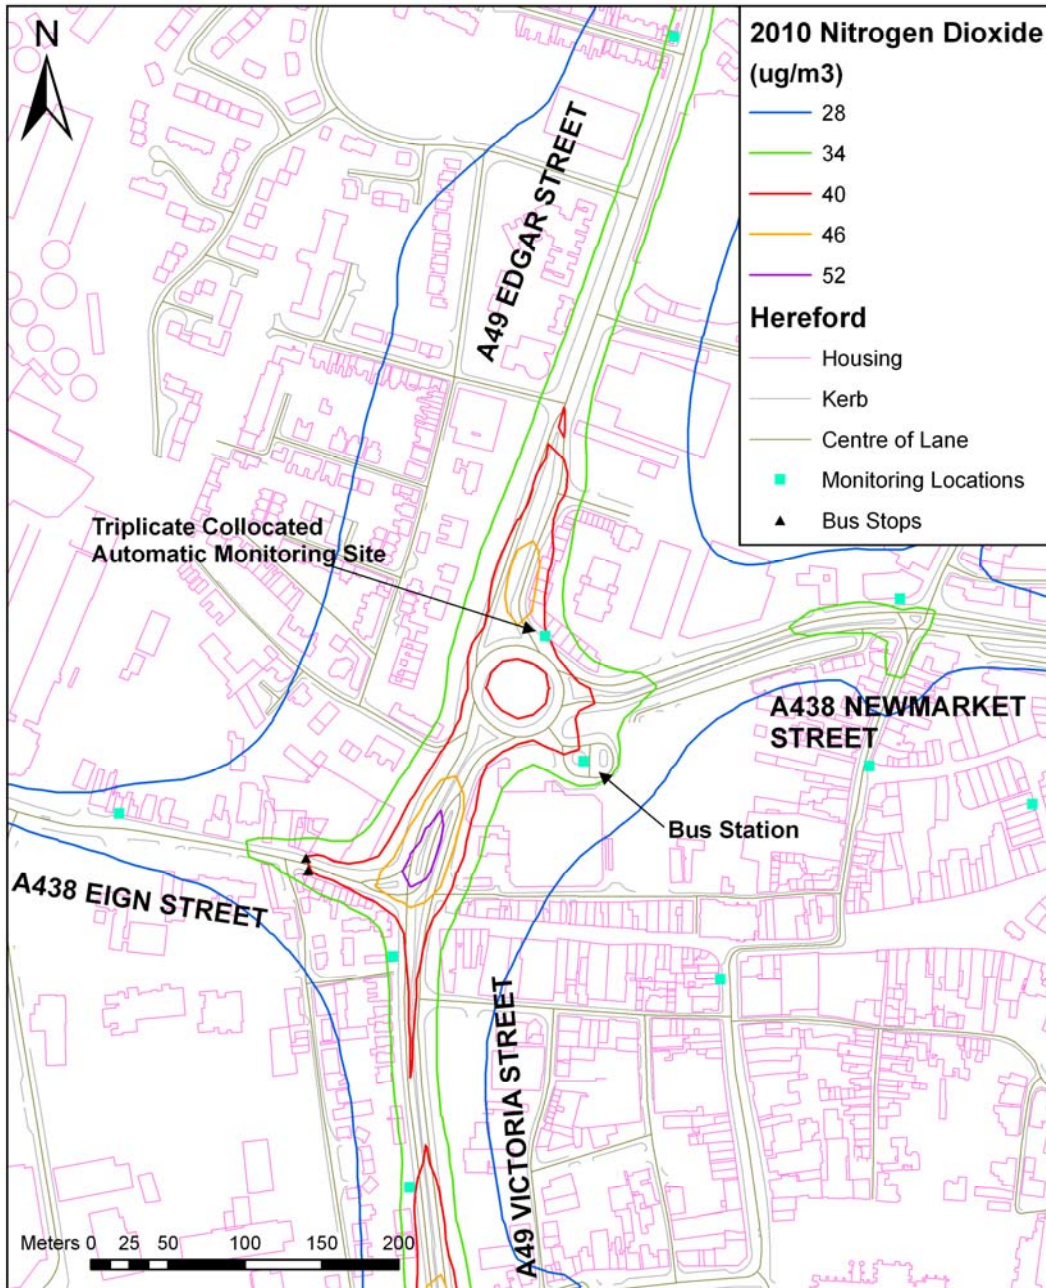 N
2010 Nitrogen Dioxide
(ug/m3)
28
34
40
46
52
Hereford
Housing
Kerb
Centre of Lane
Monitoring Locations
Bus Stops
A49 EDGAR STREET
Triplicate Collocated
Automatic Monitoring Site
A438 NEWMARKET
STREET
Bus Station
A438 EIGN STREET
A49 VICTORIA STREET
Meters 0 25 50 100 150 200